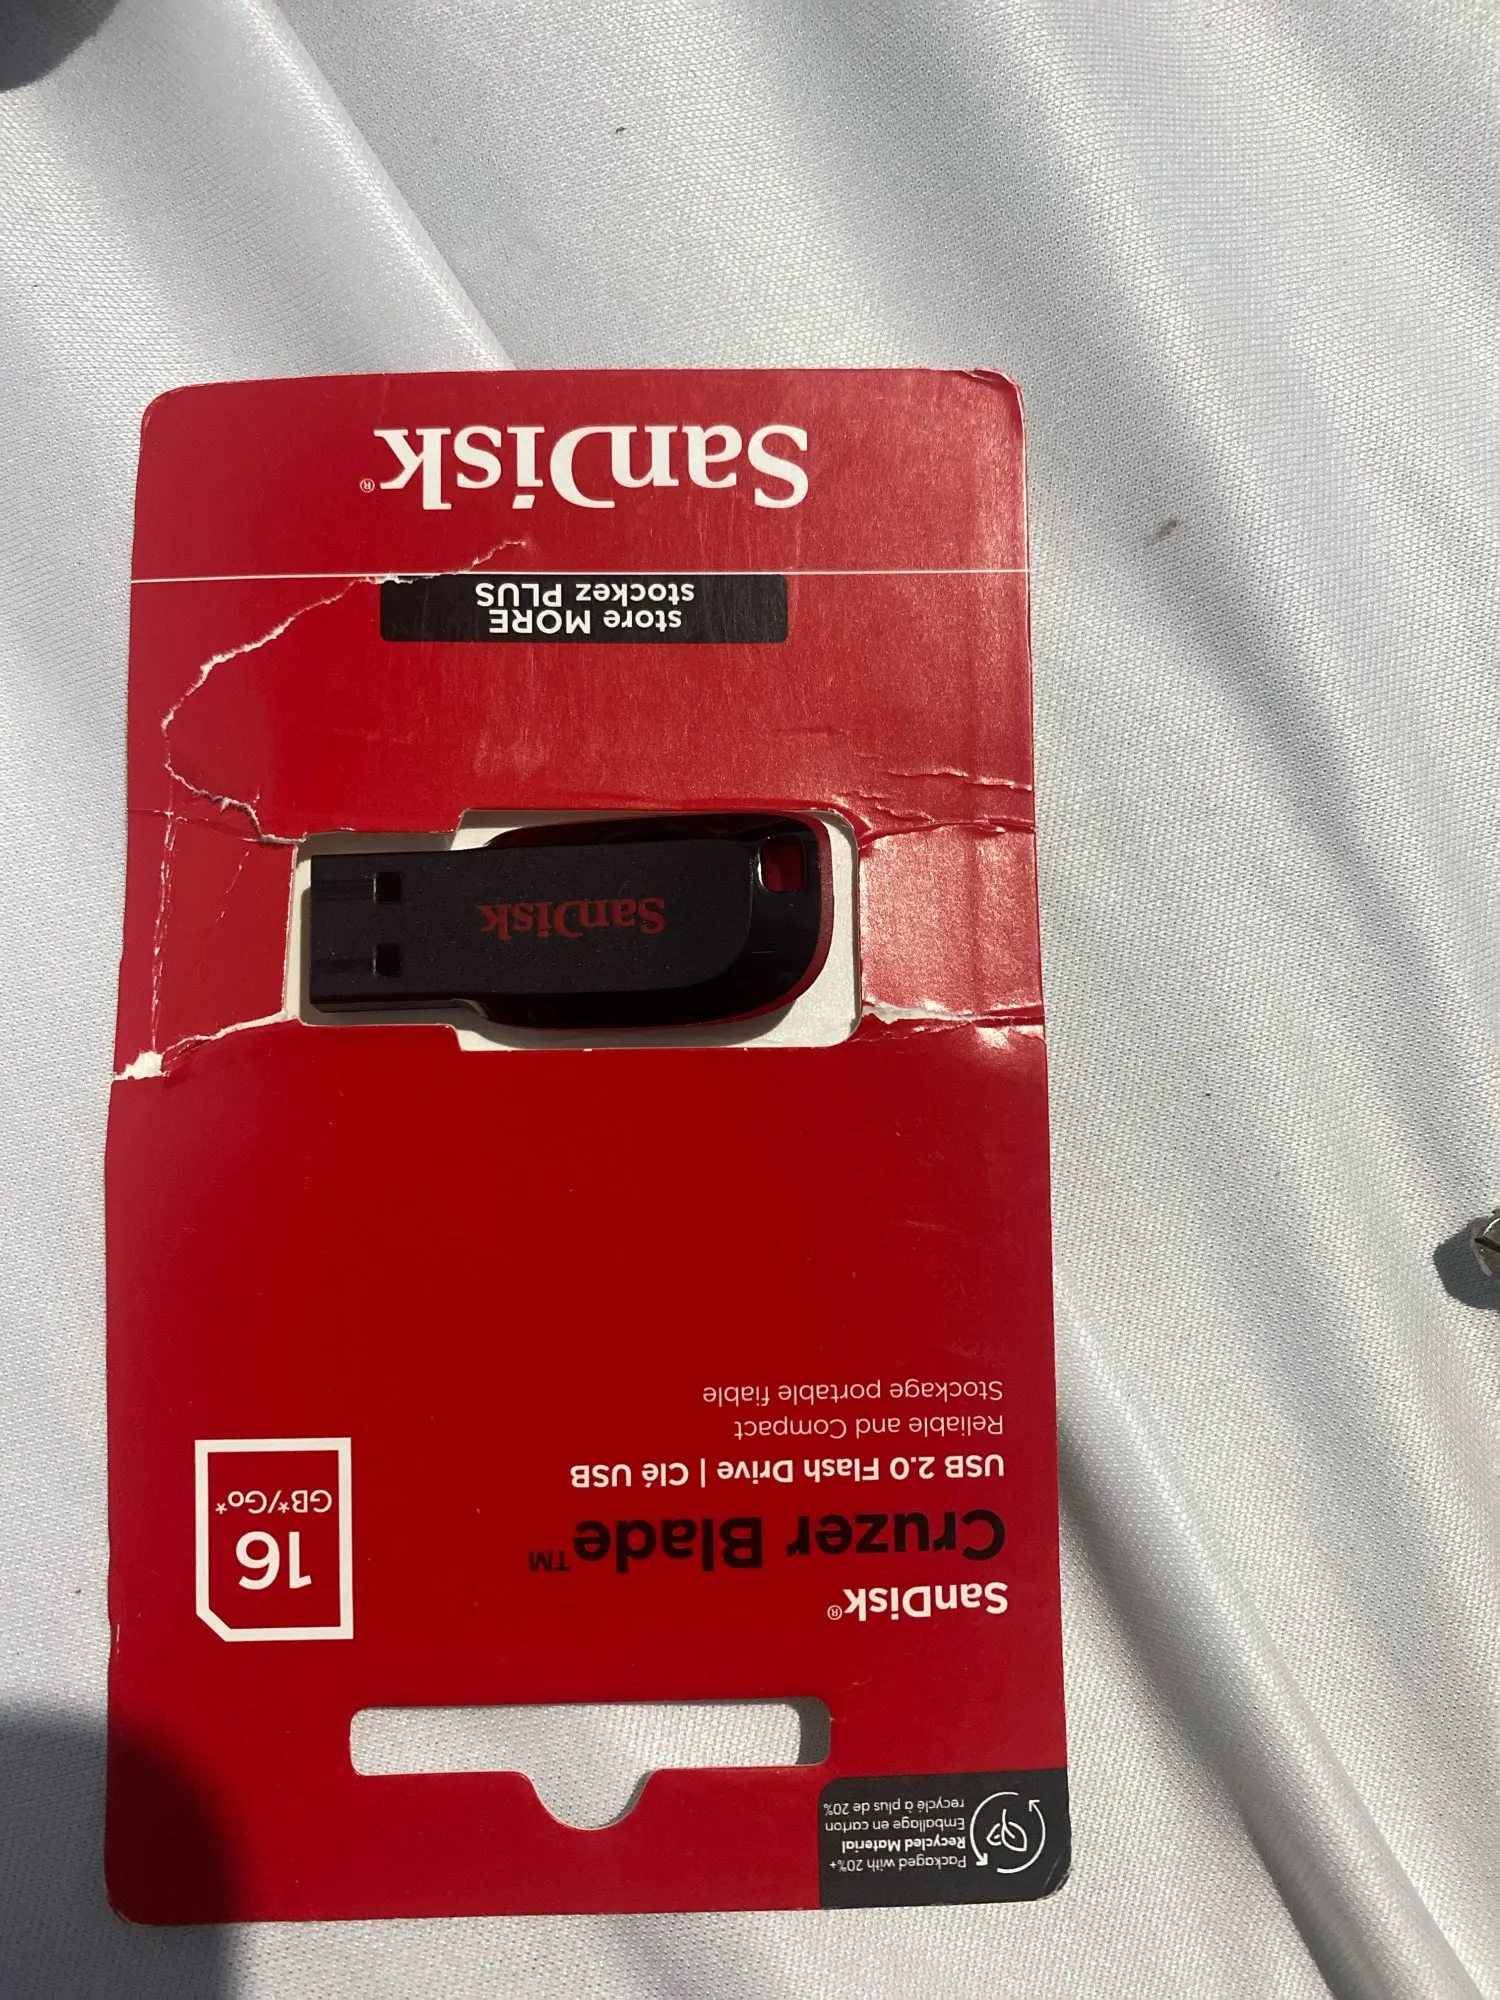 Packaged with 20%+
Recycled Material
Emballage en carton
recyclé à plus de 20%
SanDisk®
Cruzer Blade™
USB 2.0 Flash Drive | Clé USB
Reliable and Compact
Stockage portable fiable
16
GB*/Go*
SanDisk
store MORE
stockez PLUS
SanDisk®